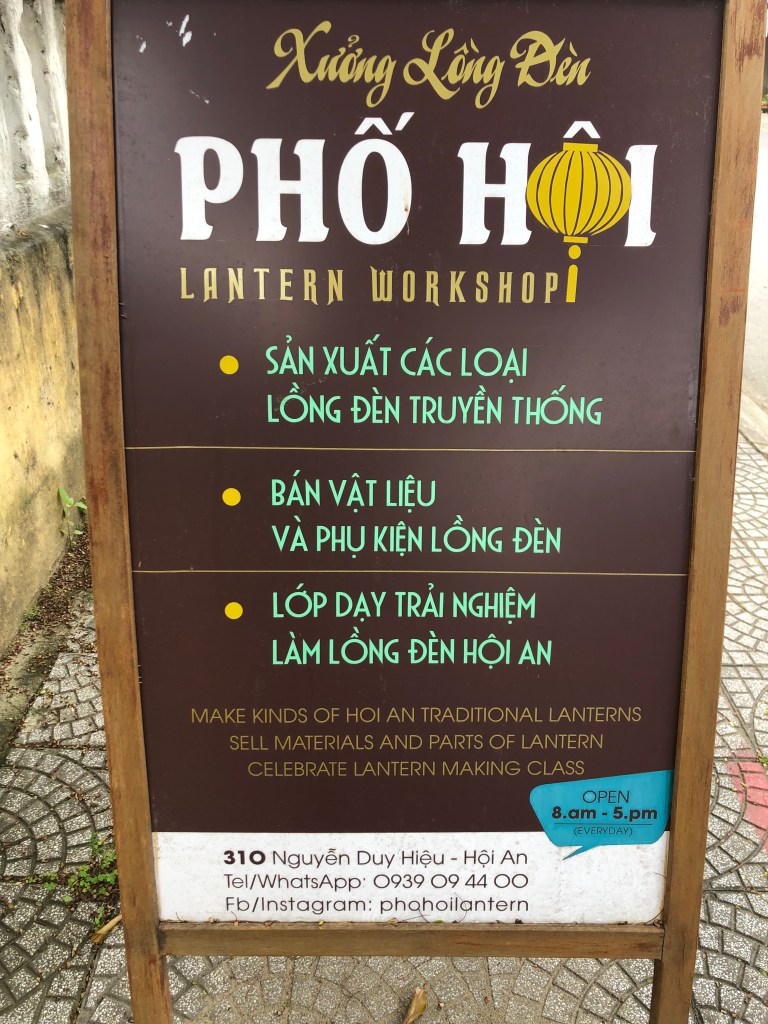 Xưởng Lồng Đèn
PHỐ HỘI
LANTERN WORKSHOP
SẢN XUẤT CÁC LOẠI
LỒNG ĐÈN TRUYỀN THỐNG
BÁN VẬT LIỆU
VÀ PHỤ KIỆN LỒNG ĐÈN
LỚP DẠY TRẢI NGHIỆM
LÀM LỒNG ĐÈN HỘI AN
MAKE KINDS OF HOI AN TRADITIONAL LANTERNS
SELL MATERIALS AND PARTS OF LANTERN
CELEBRATE LANTERN MAKING CLASS
OPEN
8.am - 5.pm
(EVERYDAY)
310 Nguyễn Duy Hiệu - Hội An
Tel/WhatsApp: 0939 09 44 00
Fb/Instagram: phohoilantern